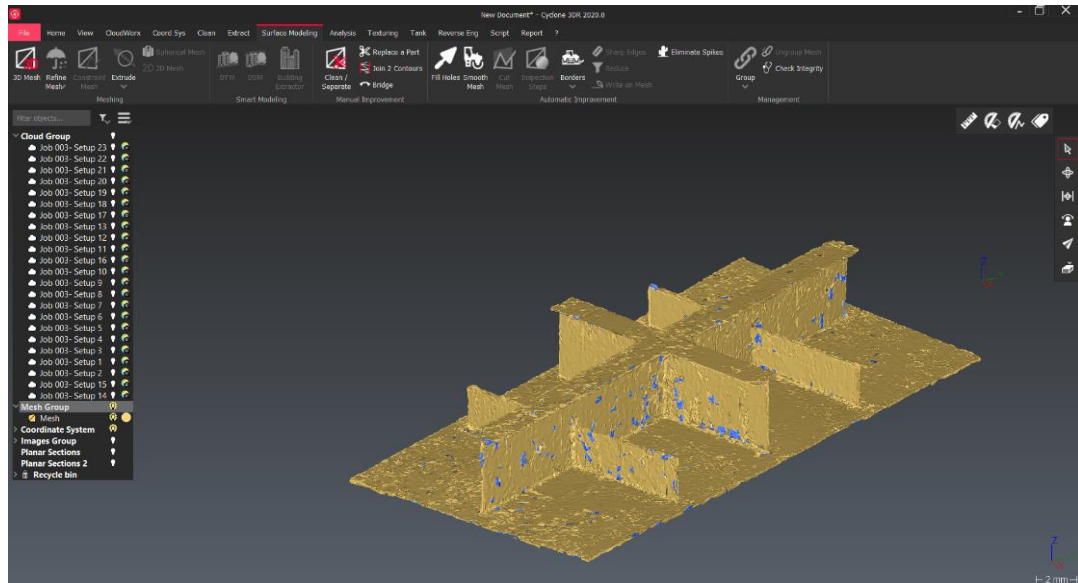 New Document* - Cyclone 3DR 2020.0
File Home View CloudWorx Coord Sys Clean Extract Surface Modeling Analysis Texturing Tank Reverse Eng Script Report ?
3D Mesh
Refine Mesh
Constraint Mesh
Extrude
Spherical Mesh
2D 2D Mesh
Meshing
DTM
DSM
Building Extractor
Smart Modeling
Clean / Separate
Replace a Part
Join 2 Contours
Bridge
Manual Improvement
Fill Holes
Smooth Mesh
Cut Mesh
Inspection Steps
Borders
Sharp Edges
Reduce
Write on Mesh
Eliminate Spikes
Automatic Improvement
Group
Ungroup Mesh
Check Integrity
Management
Filter objects...
Cloud Group
Job 003- Setup 23
Job 003- Setup 22
Job 003- Setup 21
Job 003- Setup 20
Job 003- Setup 19
Job 003- Setup 18
Job 003- Setup 17
Job 003- Setup 13
Job 003- Setup 12
Job 003- Setup 11
Job 003- Setup 16
Job 003- Setup 10
Job 003- Setup 9
Job 003- Setup 8
Job 003- Setup 7
Job 003- Setup 6
Job 003- Setup 5
Job 003- Setup 4
Job 003- Setup 3
Job 003- Setup 1
Job 003- Setup 2
Job 003- Setup 15
Job 003- Setup 14
Mesh Group
Mesh
Coordinate System
Images Group
Planar Sections
Planar Sections 2
Recycle bin
Z
Z
2 mm